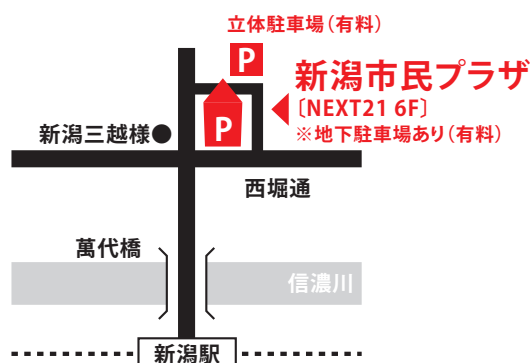 立体駐車場(有料)
P
新潟市民プラザ
〔NEXT21 6F〕
※地下駐車場あり(有料)
P
新潟三越様●
西堀通
萬代橋
信濃川
新潟駅